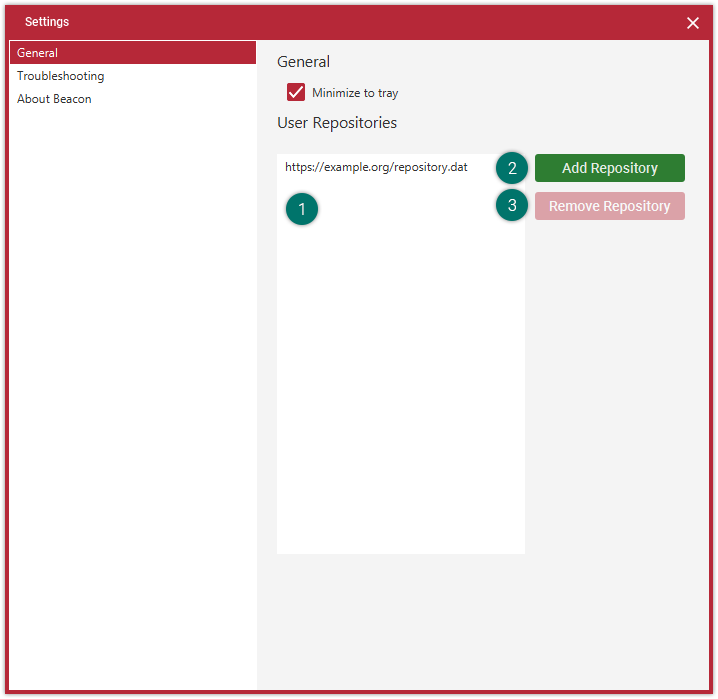 Settings
General
Troubleshooting
About Beacon
General
Minimize to tray
User Repositories
https://example.org/repository.dat
1
2
Add Repository
3
Remove Repository